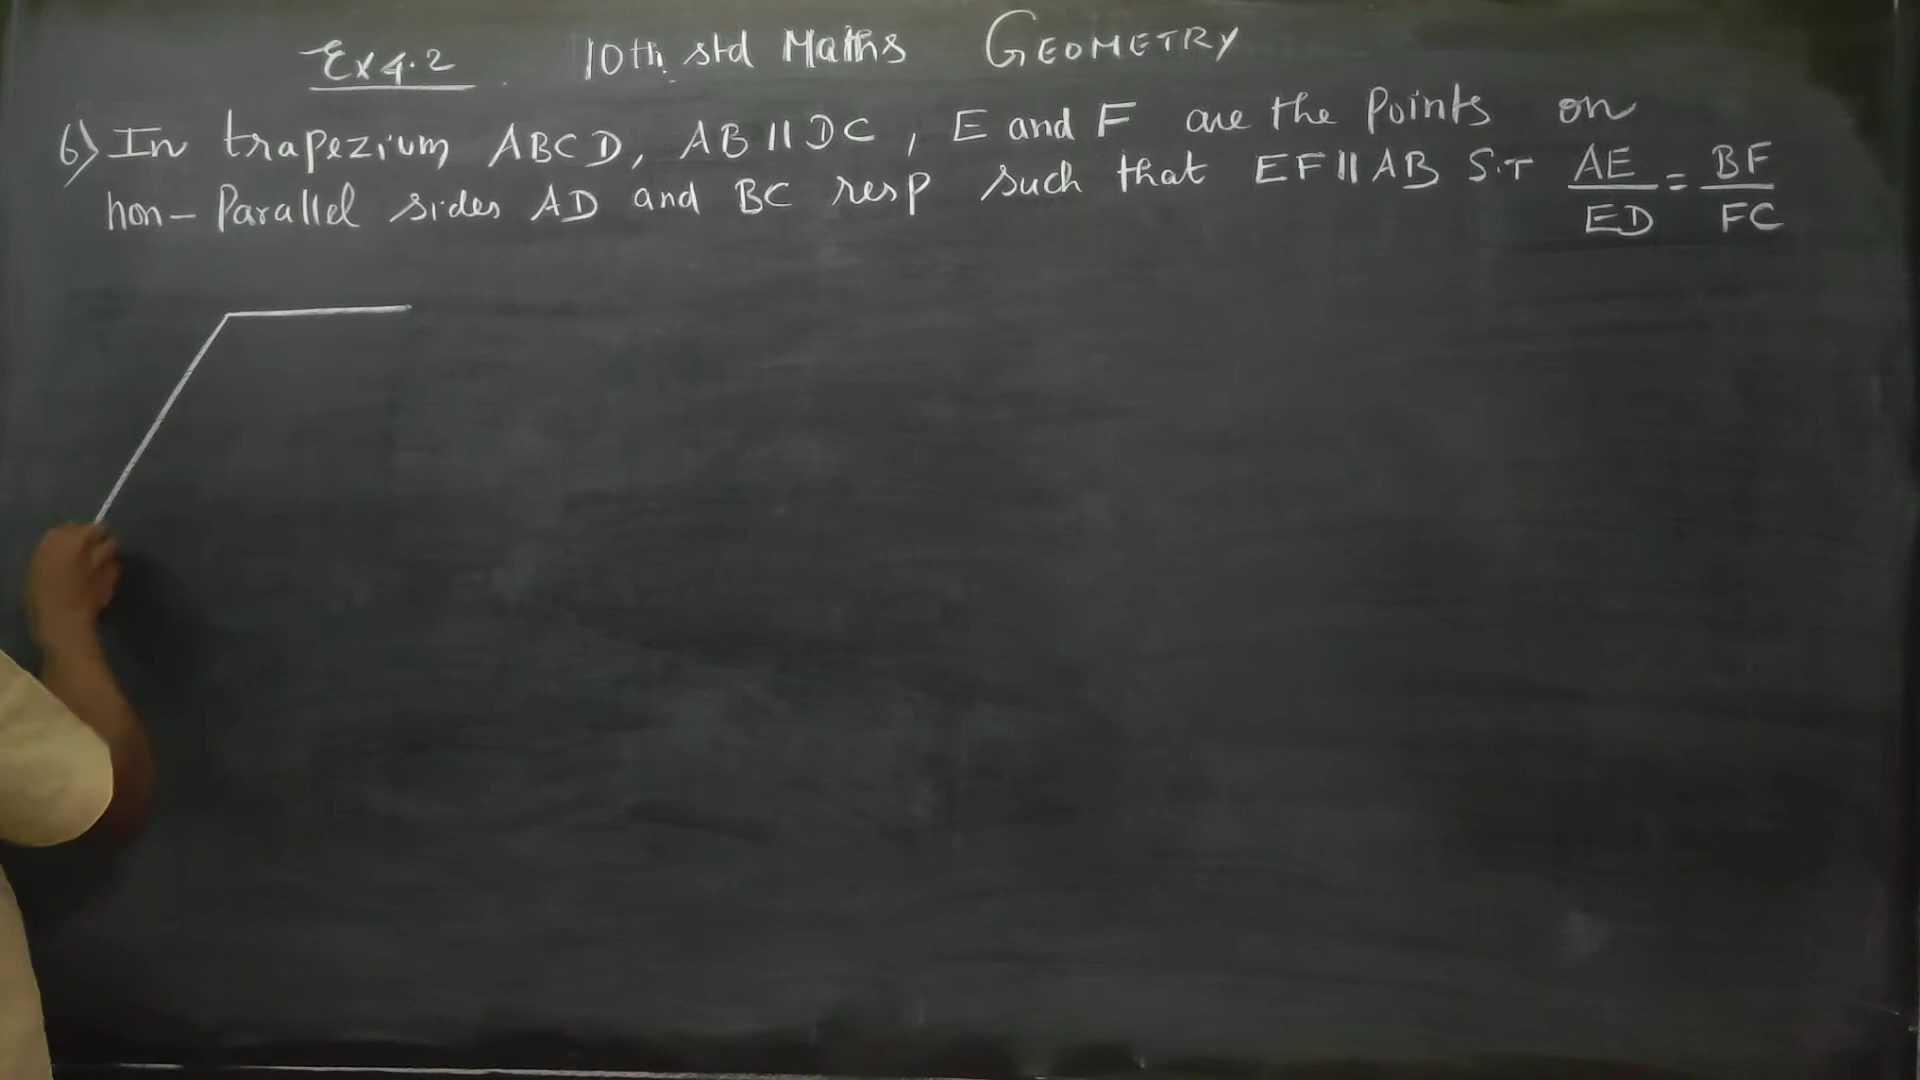 Ex 4.2 10th std Maths GEOMETRY
6) In trapezium ABCD, AB || DC, E and F are the Points on
non-Parallel sides AD and BC resp such that EF || AB S.T AE/ED = BF/FC